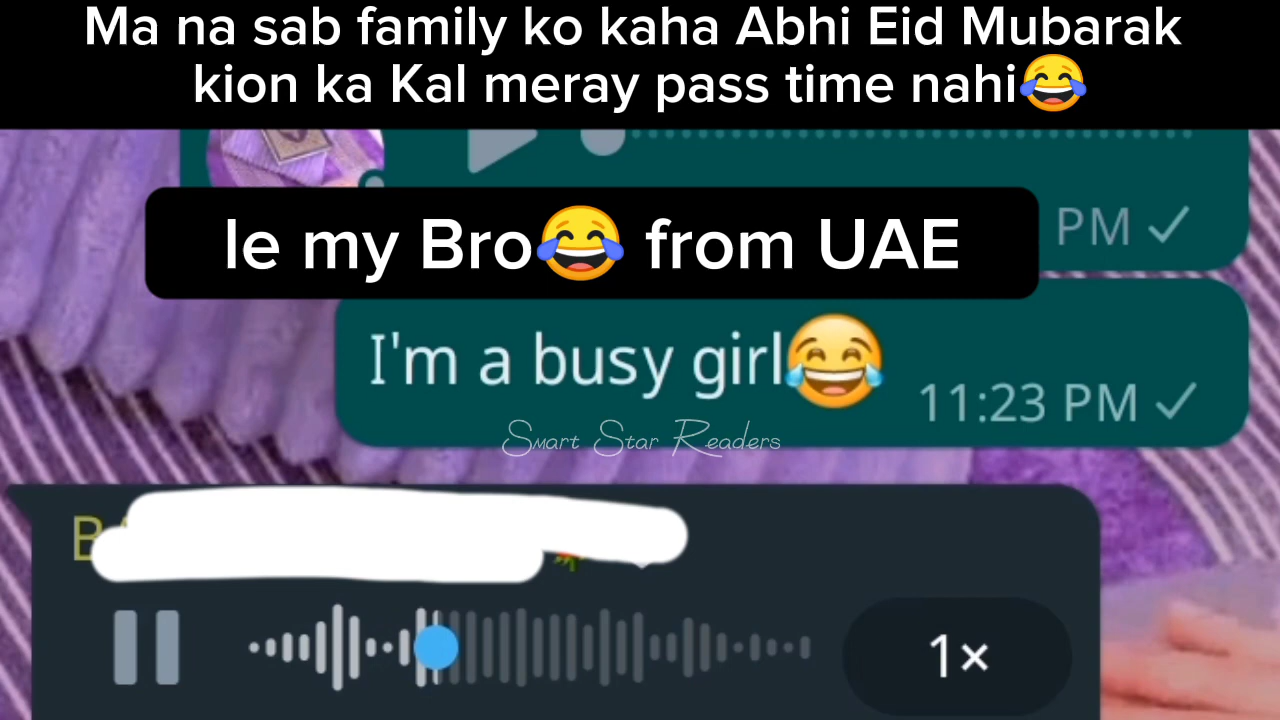 Ma na sab family ko kaha Abhi Eid Mubarak
kion ka Kal meray pass time nahi😂
PM ✓
le my Bro😂 from UAE
I'm a busy girl😂
11:23 PM ✓
Smart Star Readers
1×